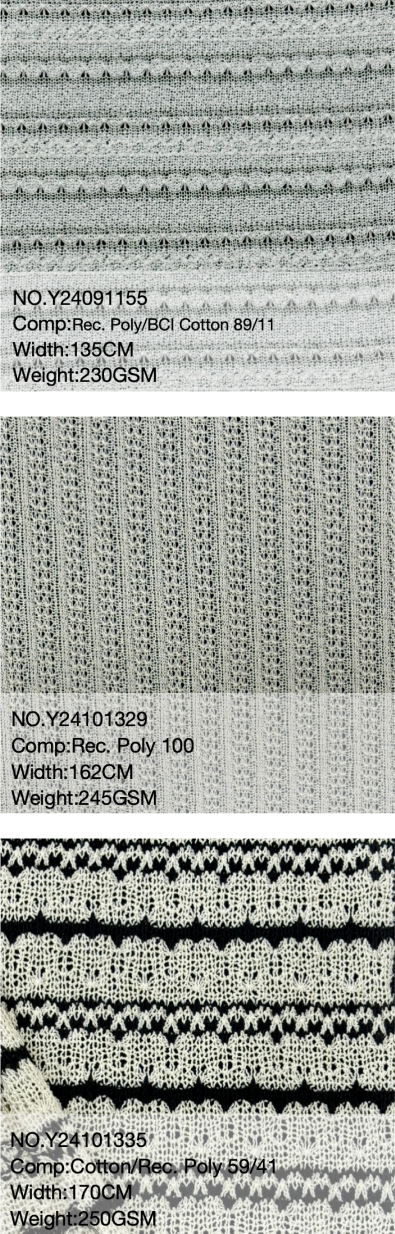 NO.Y24091155
Comp:Rec. Poly/BCI Cotton 89/11
Width:135CM
Weight:230GSM
NO.Y24101329
Comp:Rec. Poly 100
Width:162CM
Weight:245GSM
NO.Y24101335
Comp:Cotton/Rec. Poly 59/41
Width:170CM
Weight:250GSM